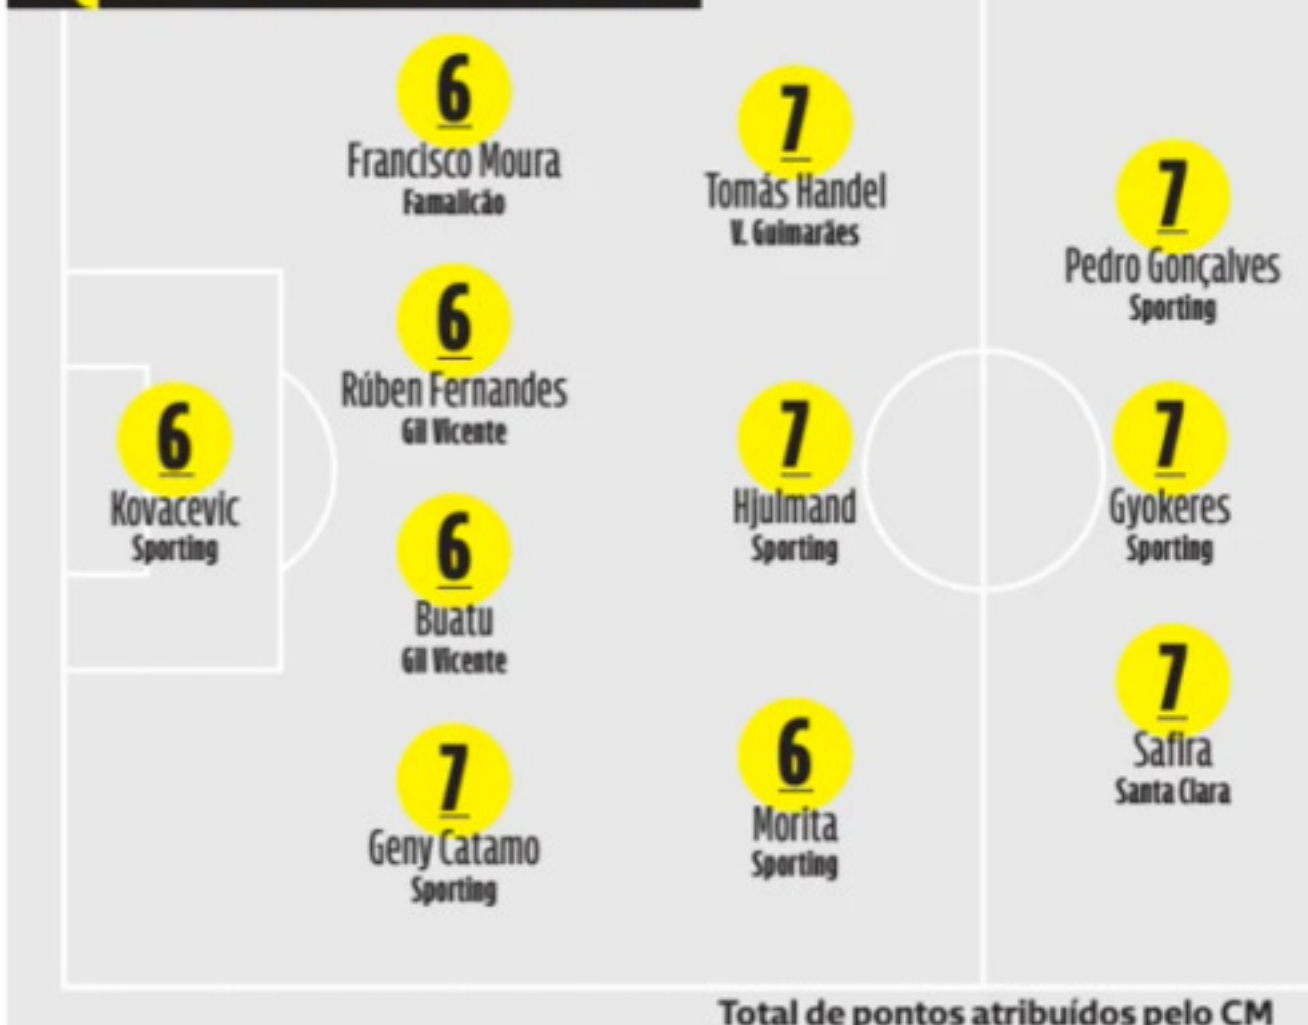 6
Francisco Moura
Famalicão
7
Tomás Handel
V. Guimarães
7
Pedro Gonçalves
Sporting
6
Rúben Fernandes
Gil Vicente
6
Kovacevic
Sporting
7
Hjulmand
Sporting
7
Gyokeres
Sporting
6
Buatu
Gil Vicente
7
Safira
Santa Clara
7
Geny Catamo
Sporting
6
Morita
Sporting
Total de pontos atribuídos pelo CM